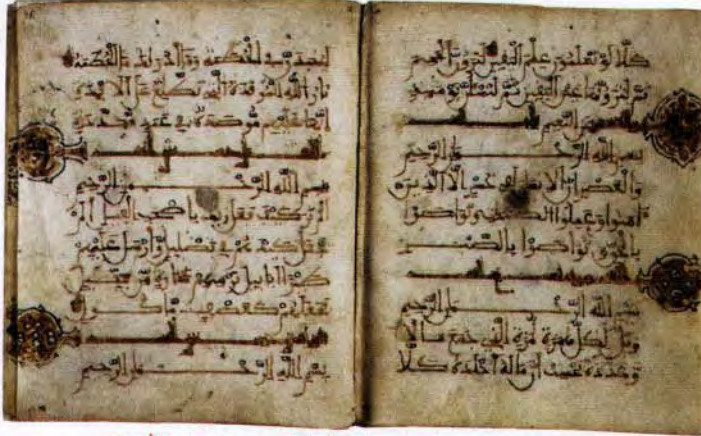 كلا لو تعلمون علم اليقين لترون الجحيم
ثم لترونها عين اليقين ثم لتسئلن يومئذ
عن النعيم
بسم الله الرحمن الرحيم
والعصر ان الانسن لفي خسر الا الذين
امنوا وعملوا الصلحت وتواصوا
بالحق وتواصوا بالصبر
بسم الله الرحمن الرحيم
ويل لكل همزة لمزة الذي جمع مالا
وعدده يحسب ان ماله اخلده كلا
لينبذن في الحطمة وما ادريك ما الحطمة
نار الله الموقدة التي تطلع على الافدة
انها عليهم موصدة في عمد ممددة
بسم الله الرحمن الرحيم
الم تر كيف فعل ربك باصحب الفيل الم
يجعل كيدهم في تضليل وارسل عليهم
طيرا ابابيل ترميهم بحجارة من سجيل
فجعلهم كعصف ماكول
بسم الله الرحمن الرحيم